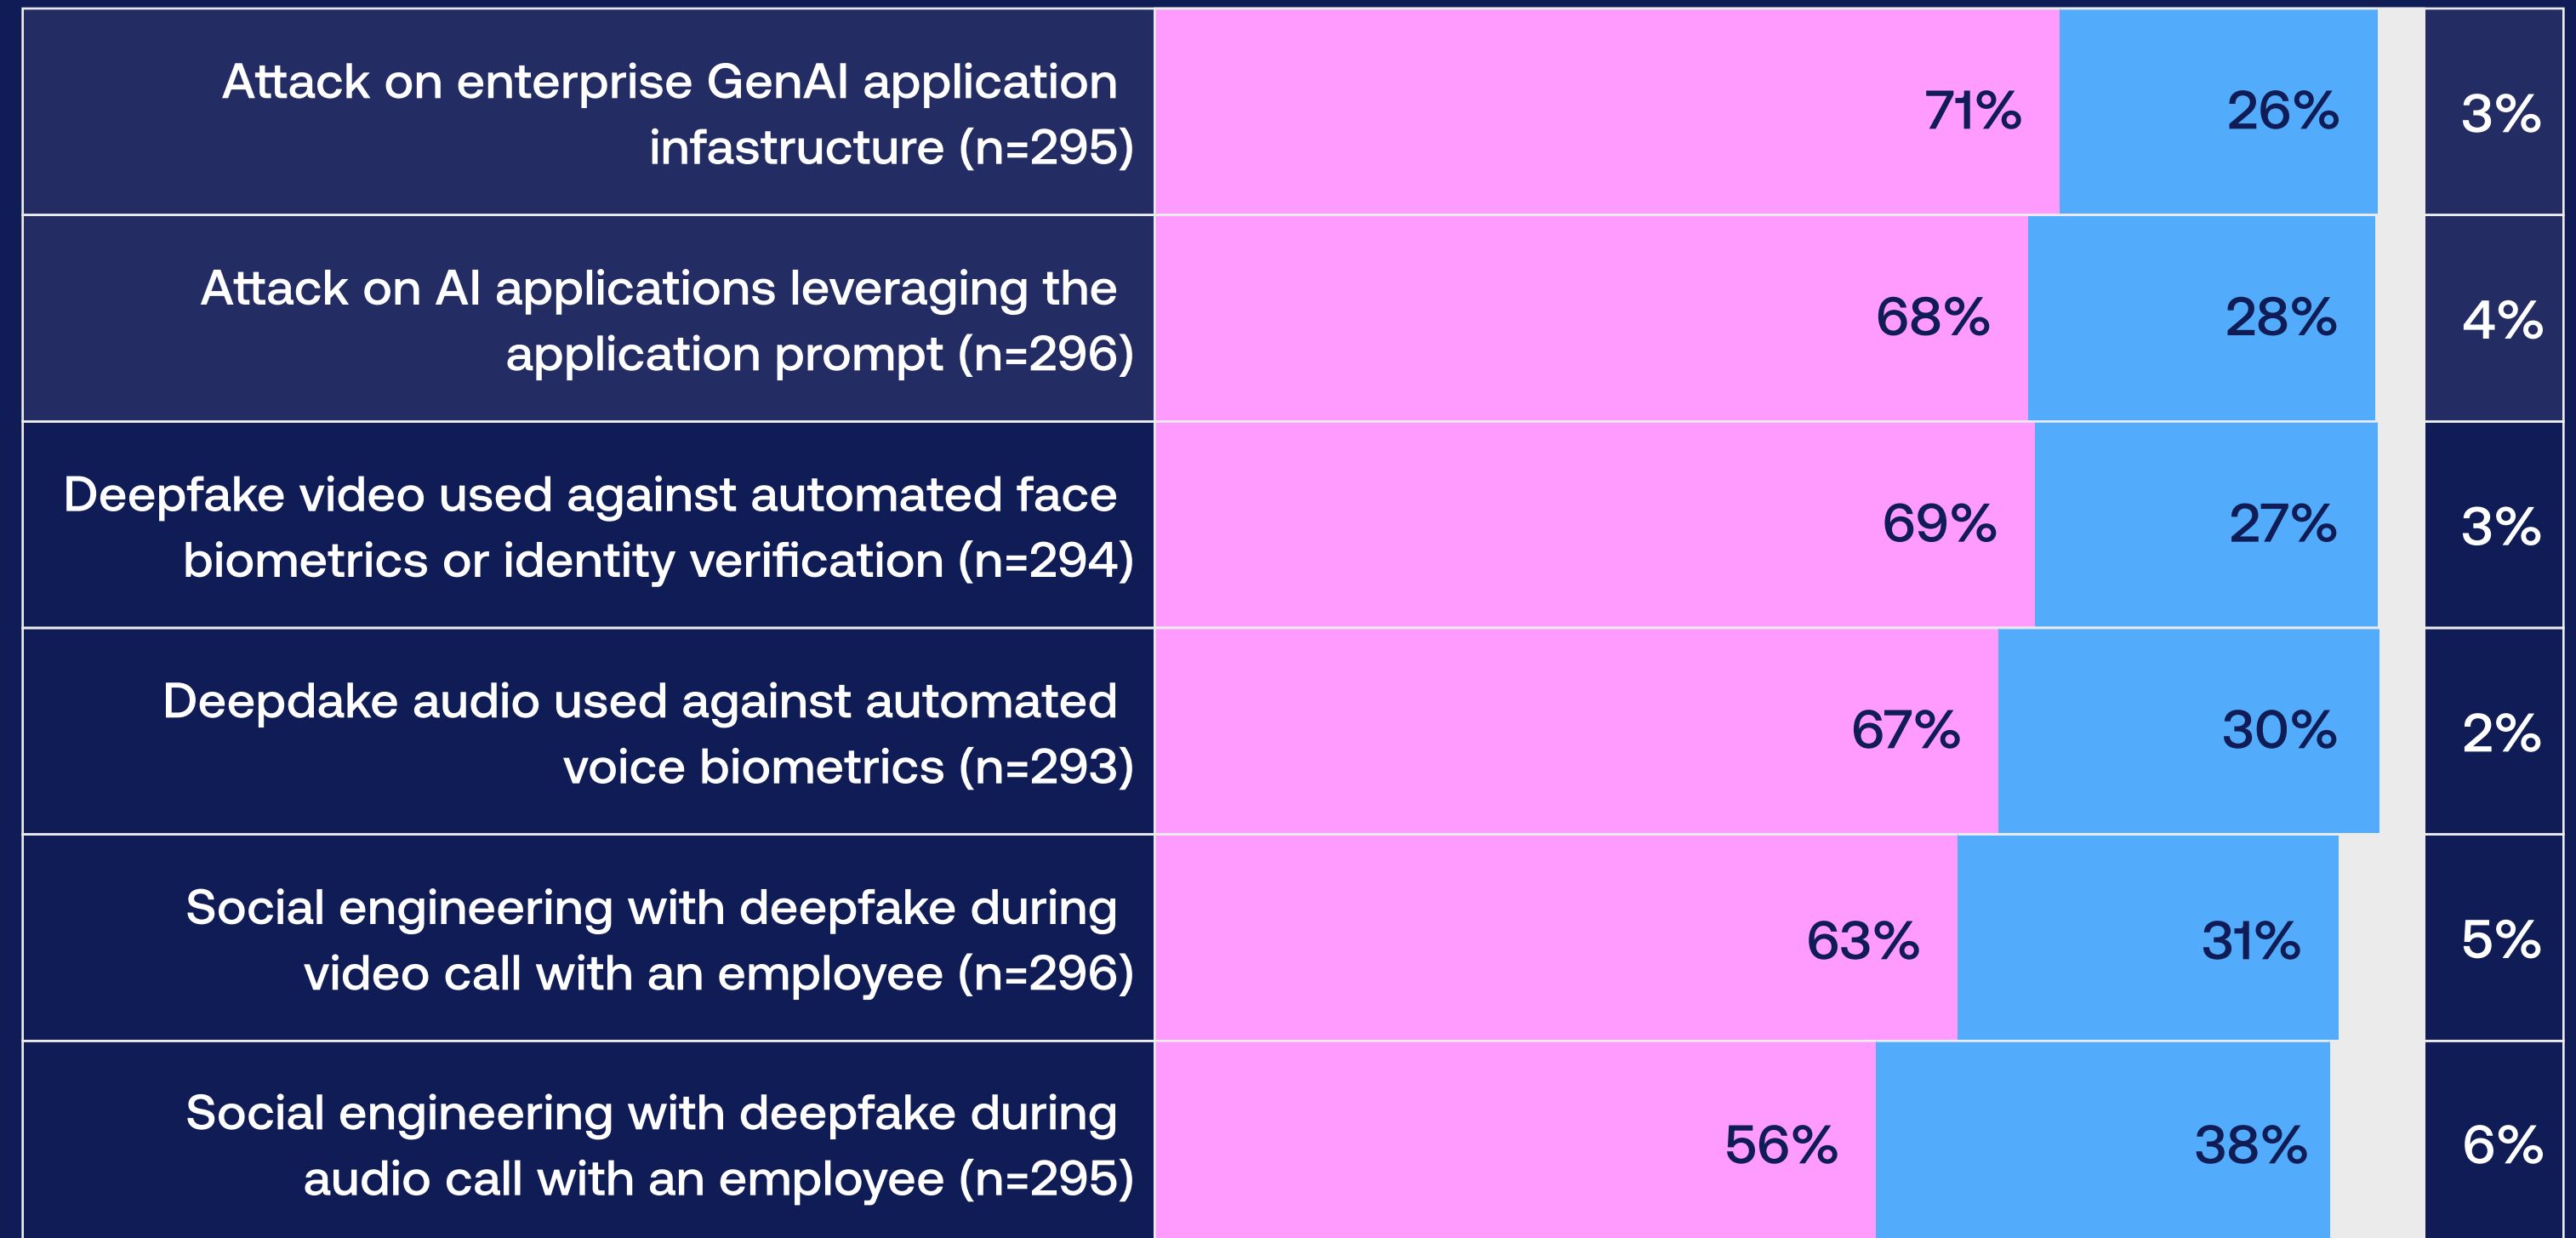 Attack on enterprise GenAI application
infastructure (n=295)
71%
26%
3%
Attack on AI applications leveraging the
application prompt (n=296)
68%
28%
4%
Deepfake video used against automated face
biometrics or identity verification (n=294)
69%
27%
3%
Deepdake audio used against automated
voice biometrics (n=293)
67%
30%
2%
Social engineering with deepfake during
video call with an employee (n=296)
63%
31%
5%
Social engineering with deepfake during
audio call with an employee (n=295)
56%
38%
6%